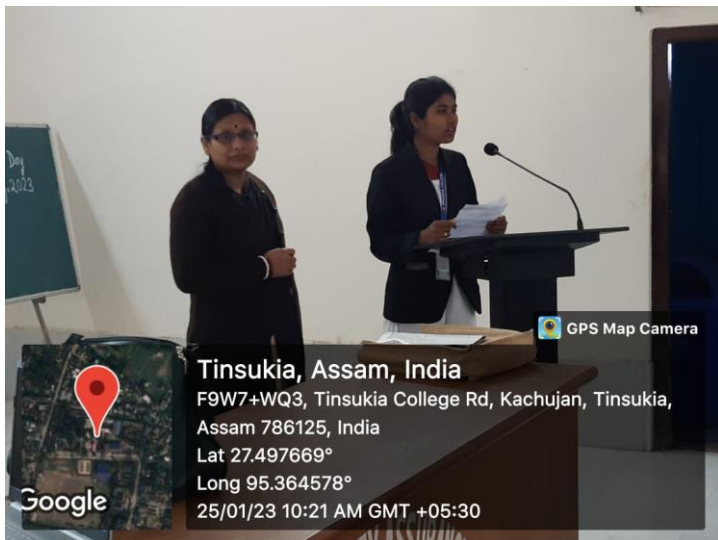 Day
2023
GPS Map Camera
Tinsukia, Assam, India
F9W7+WQ3, Tinsukia College Rd, Kachujan, Tinsukia,
Assam 786125, India
Lat 27.497669°
Long 95.364578°
25/01/23 10:21 AM GMT +05:30
Google